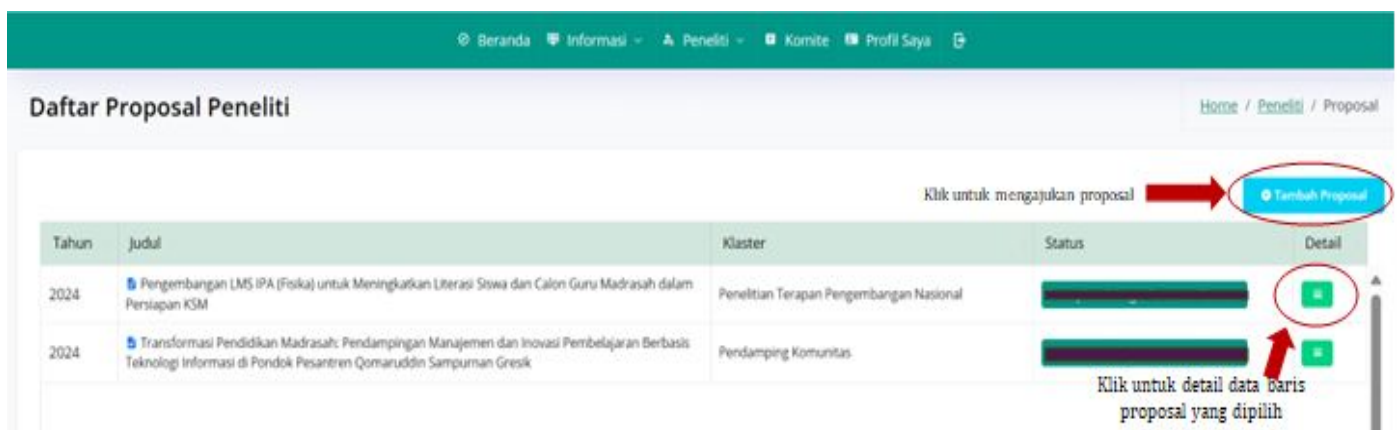 Beranda Informasi Peneliti Komite Profil Saya
Daftar Proposal Peneliti
Home / Peneliti / Proposal
Klik untuk mengajukan proposal
Tambah Proposal
Tahun Judul Klaster Status Detail
2024 Pengembangan LMS IPA (Fisika) untuk Meningkatkan Literasi Siswa dan Calon Guru Madrasah dalam
Persiapan KSM
Penelitian Terapan Pengembangan Nasional
2024 Transformasi Pendidikan Madrasah: Pendampingan Manajemen dan Inovasi Pembelajaran Berbasis
Teknologi Informasi di Pondok Pesantren Qomaruddin Sampurnan Gresik
Pendamping Komunitas
Klik untuk detail data baris
proposal yang dipilih